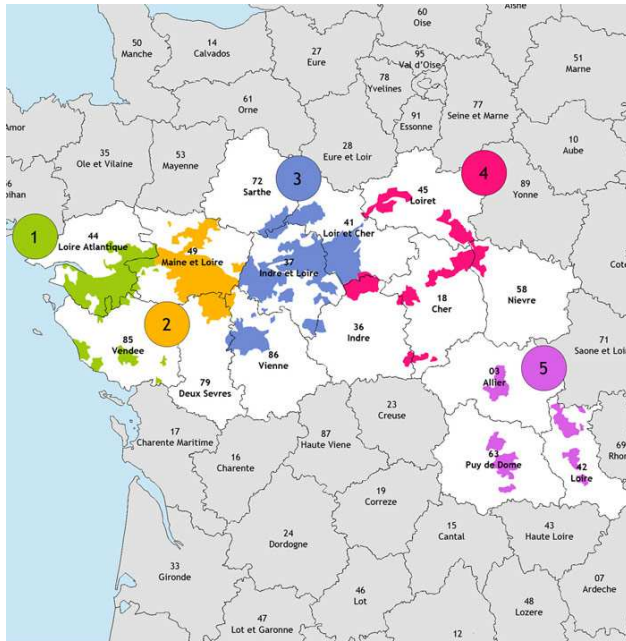 60
Oise
Aisne
50
Manche
14
Calvados
27
Eure
95
Val d'Oise
51
Marne
78
Yvelines
61
Orne
91
Essonne
77
Seine et Marne
Amor
35
Ole et Vilaine
53
Mayenne
28
Eure et Loir
10
Aube
72
Sarthe
3
4
45
Loiret
89
Yonne
56
bihan
1
44
Loire Atlantique
41
Loir et Cher
49
Maine et Loire
37
Indre et Loire
Cote
58
Nievre
18
Cher
2
85
Vendee
36
Indre
86
Vienne
71
Saone et Loi
5
03
Allier
79
Deux Sevres
23
Creuse
17
Charente Maritime
87
Haute Viene
63
Puy de Dome
42
Loire
69
Rhon
16
Charente
19
Correze
15
Cantal
43
Haute Loire
24
Dordogne
33
Gironde
46
Lot
07
Ardeche
48
Lozere
47
Lot et Garonne
12